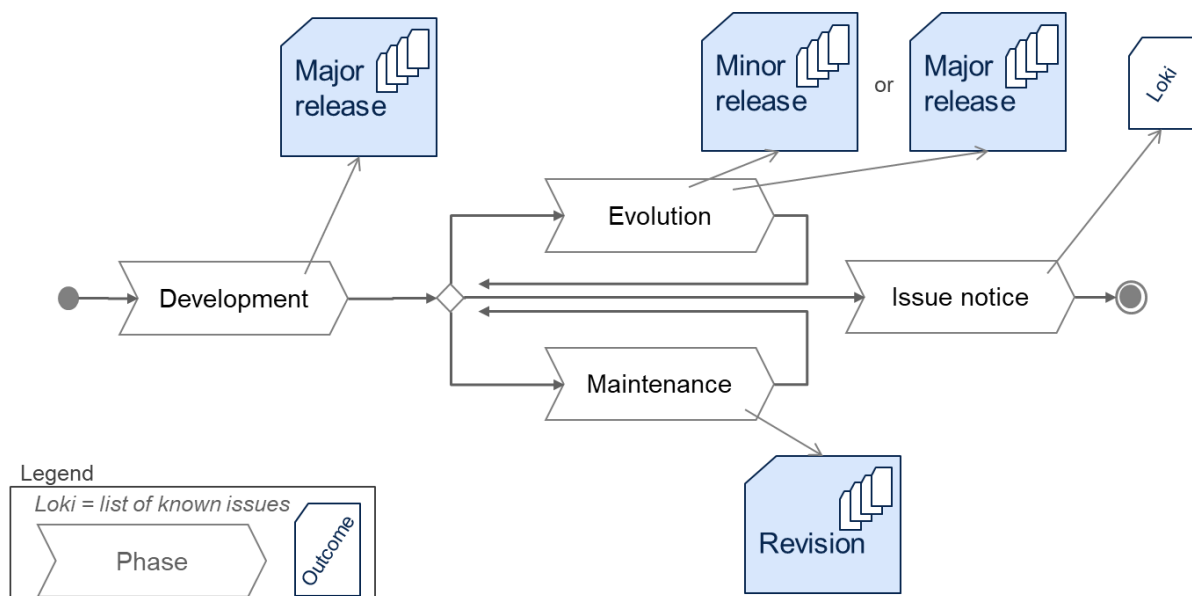 Major
release
Minor
release
or
Major
release
Loki
Evolution
Development
Issue notice
Maintenance
Revision
Legend
Loki = list of known issues
Phase
Outcome